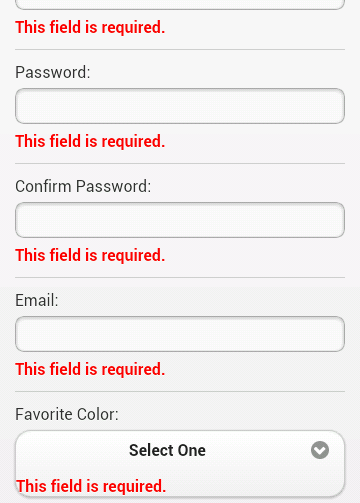 This field is required.
Password:
This field is required.
Confirm Password:
This field is required.
Email:
This field is required.
Favorite Color:
Select One
This field is required.